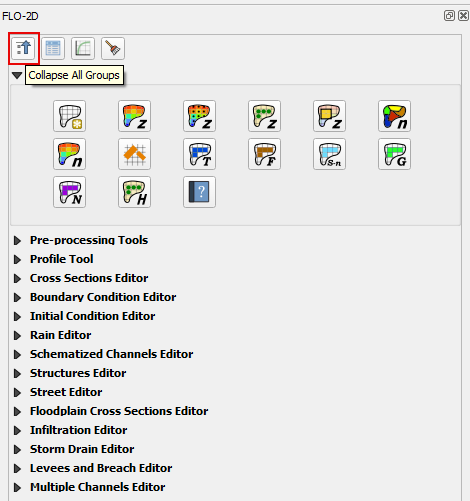 FLO-2D
Collapse All Groups
z
z
z
z
n
n
T
F
S-n
G
N
H
?
Pre-processing Tools
Profile Tool
Cross Sections Editor
Boundary Condition Editor
Initial Condition Editor
Rain Editor
Schematized Channels Editor
Structures Editor
Street Editor
Floodplain Cross Sections Editor
Infiltration Editor
Storm Drain Editor
Levees and Breach Editor
Multiple Channels Editor